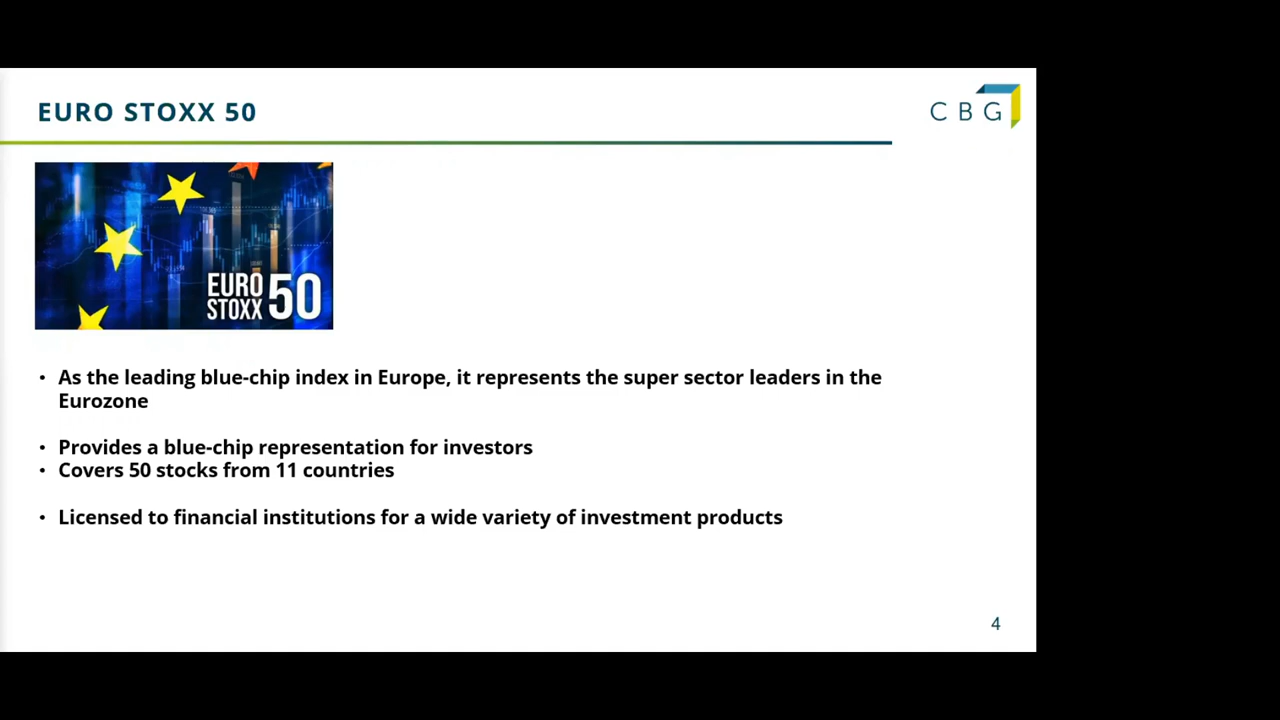 EURO STOXX 50
CBG
EURO
STOXX 50
• As the leading blue-chip index in Europe, it represents the super sector leaders in the
Eurozone
• Provides a blue-chip representation for investors
• Covers 50 stocks from 11 countries
• Licensed to financial institutions for a wide variety of investment products
4